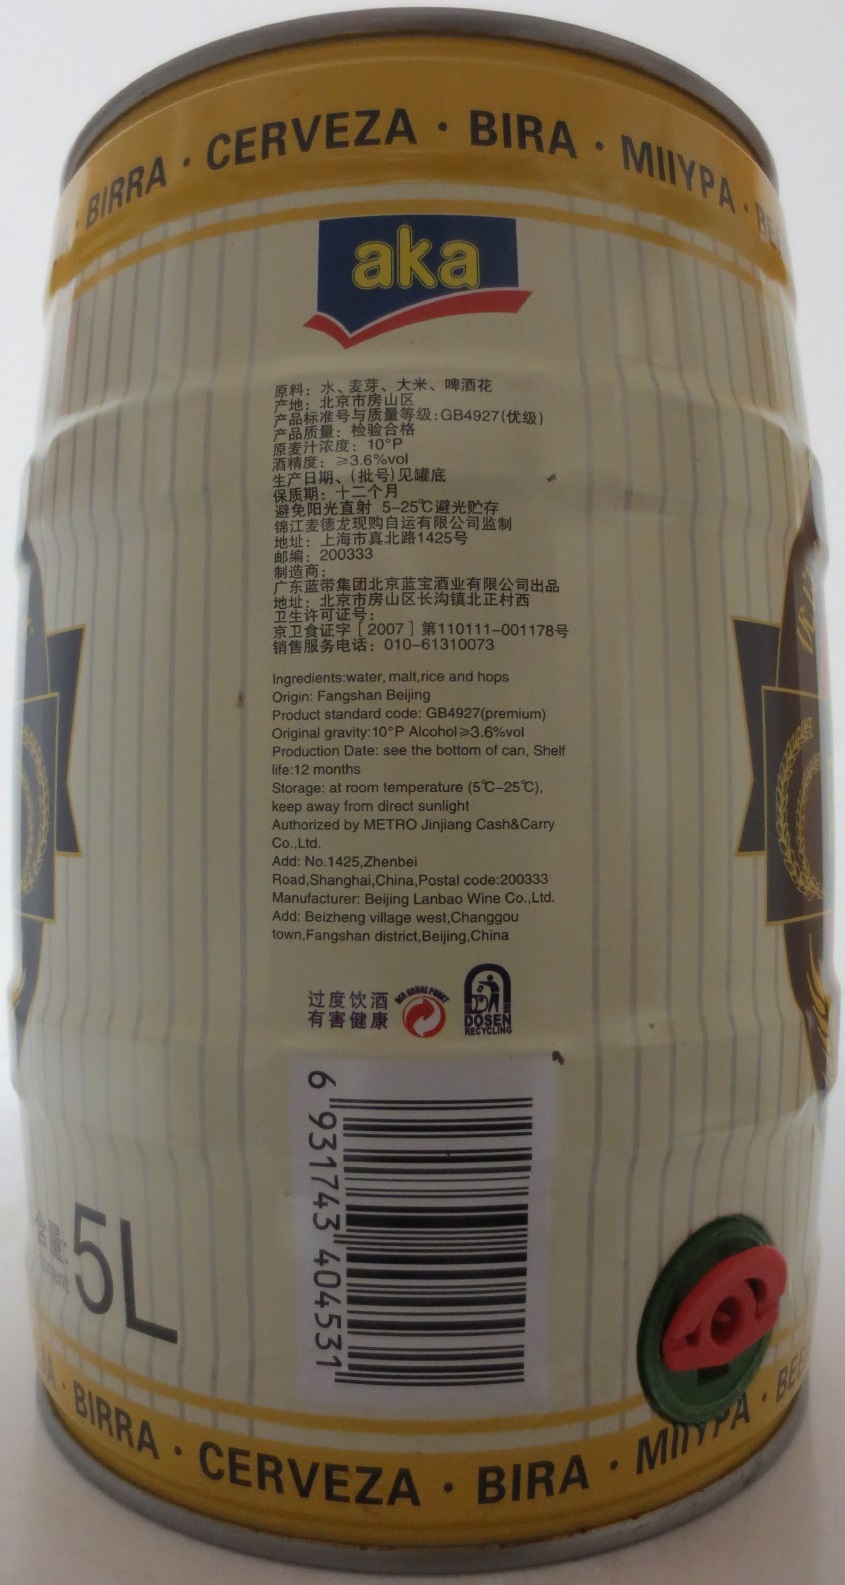 BIRRA · CERVEZA · BIRA · MΠIYPA ·
aka
原料：水、麦芽、大米、啤酒花
产地：北京市房山区
产品标准号与质量等级:GB4927(优级)
产品质量：检验合格
原麦汁浓度：10°P
酒精度：≥3.6%vol
生产日期、(批号)见罐底
保质期：十二个月
避免阳光直射 5-25℃避光贮存
锦江麦德龙现购自运有限公司监制
地址：上海市真北路1425号
邮编：200333
制造商：
广东蓝带集团北京蓝宝酒业有限公司出品
地址：北京市房山区长沟镇北正村西
卫生许可证号：
京卫食证字［2007］第110111-001178号
销售服务电话：010-61310073
Ingredients:water, malt,rice and hops
Origin: Fangshan Beijing
Product standard code: GB4927(premium)
Original gravity:10°P Alcohol≥3.6%vol
Production Date: see the bottom of can, Shelf
life:12 months
Storage: at room temperature (5℃-25℃),
keep away from direct sunlight
Authorized by METRO Jinjiang Cash&Carry
Co.,Ltd.
Add: No.1425,Zhenbei
Road,Shanghai,China,Postal code:200333
Manufacturer: Beijing Lanbao Wine Co.,Ltd.
Add: Beizheng village west,Changgou
town,Fangshan district,Beijing,China
过度饮酒
有害健康
DER GRÜNE PUNKT
DOSEN
RECYCLING
6 931743 404531
5L
BIRRA · CERVEZA · BIRA ·